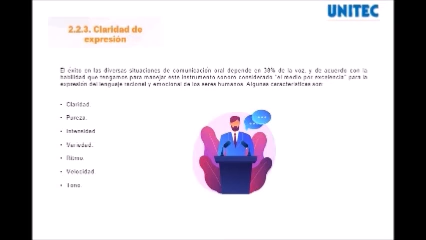 UNITEC
2.2.3. Claridad de
expresión
El éxito en las diversas situaciones de comunicación oral depende en 38% de la voz, y de acuerdo con la
habilidad que tengamos para manejar este instrumento sonoro considerado "el medio por excelencia" para la
expresión del lenguaje racional y emocional de los seres humanos. Algunas características son:
• Claridad.
• Pureza.
• Intensidad.
• Variedad.
• Ritmo.
• Velocidad.
• Tono.